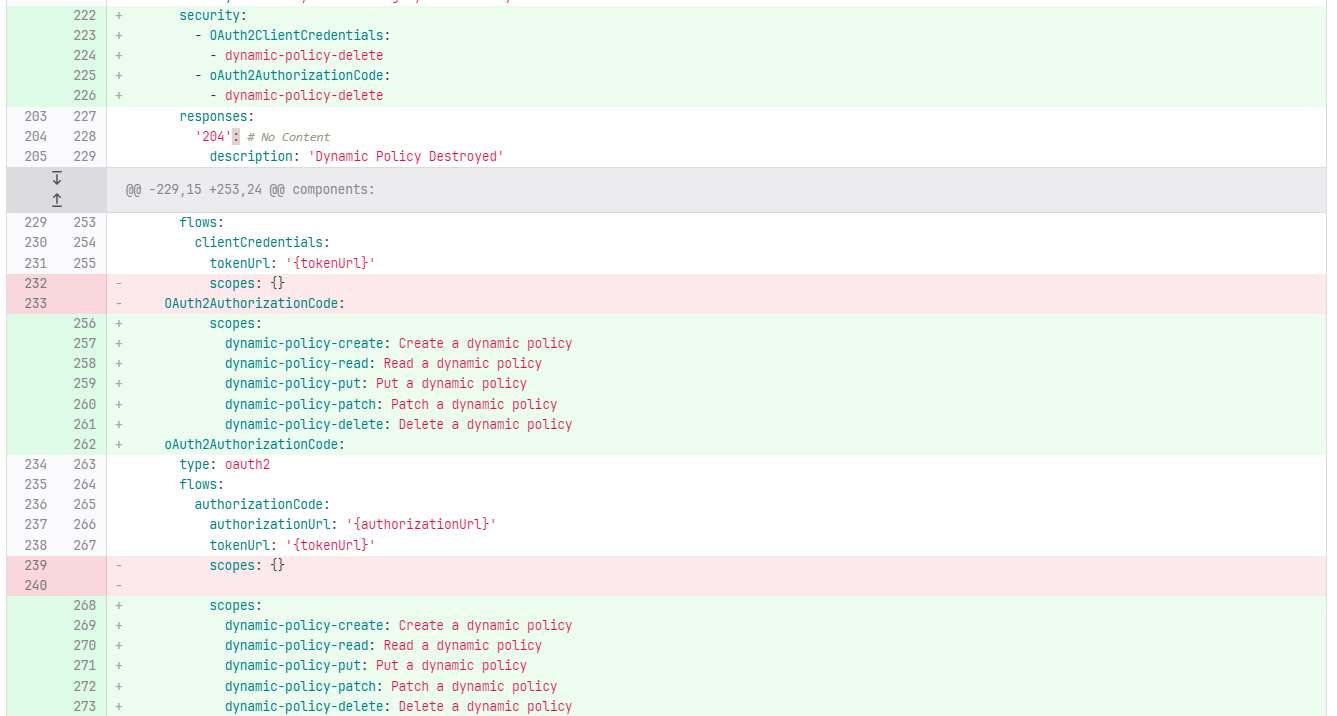 222 + security:
223 + - OAuth2ClientCredentials:
224 + - dynamic-policy-delete
225 + - oAuth2AuthorizationCode:
226 + - dynamic-policy-delete
203 227 responses:
204 228 '204': # No Content
205 229 description: 'Dynamic Policy Destroyed'
@@ -229,15 +253,24 @@ components:
229 253 flows:
230 254 clientCredentials:
231 255 tokenUrl: '{tokenUrl}'
232 - scopes: {}
233 - OAuth2AuthorizationCode:
256 + scopes:
257 + dynamic-policy-create: Create a dynamic policy
258 + dynamic-policy-read: Read a dynamic policy
259 + dynamic-policy-put: Put a dynamic policy
260 + dynamic-policy-patch: Patch a dynamic policy
261 + dynamic-policy-delete: Delete a dynamic policy
262 + oAuth2AuthorizationCode:
234 263 type: oauth2
235 264 flows:
236 265 authorizationCode:
237 266 authorizationUrl: '{authorizationUrl}'
238 267 tokenUrl: '{tokenUrl}'
239 - scopes: {}
240 -
268 + scopes:
269 + dynamic-policy-create: Create a dynamic policy
270 + dynamic-policy-read: Read a dynamic policy
271 + dynamic-policy-put: Put a dynamic policy
272 + dynamic-policy-patch: Patch a dynamic policy
273 + dynamic-policy-delete: Delete a dynamic policy